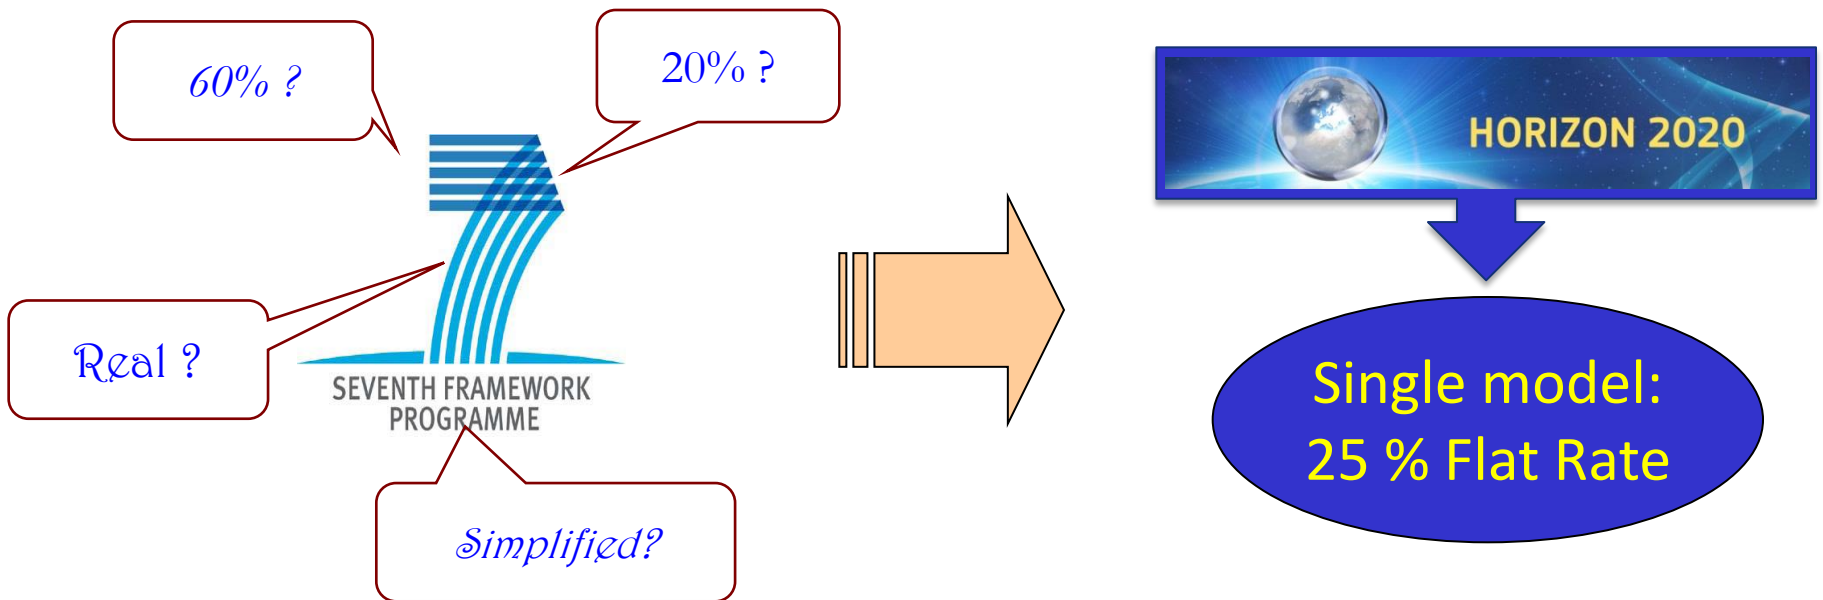 60% ?
20% ?
Real ?
SEVENTH FRAMEWORK
PROGRAMME
Simplified?
HORIZON 2020
Single model:
25 % Flat Rate